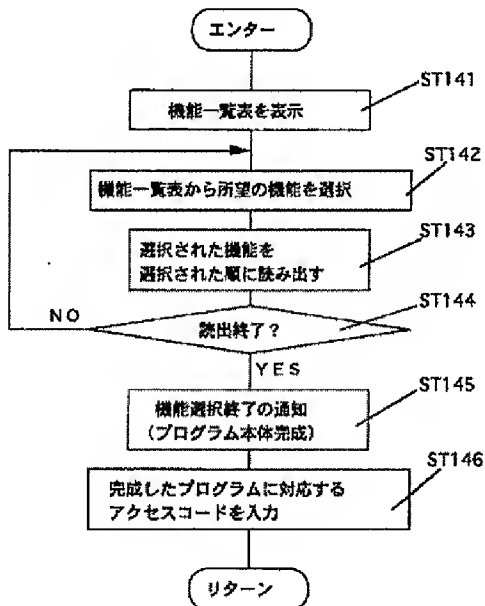 エンター
ST141
機能一覧表を表示
ST142
機能一覧表から所望の機能を選択
ST143
選択された機能を
選択された順に読み出す
ST144
NO
読出終了?
YES
ST145
機能選択終了の通知
(プログラム本体完成)
ST146
完成したプログラムに対応する
アクセスコードを入力
リターン